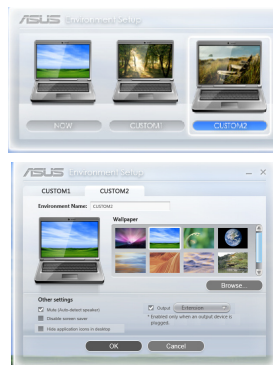 ASUS Environment Setup
NOW
CUSTOM1
CUSTOM2
ASUS Environment Setup
CUSTOM1 CUSTOM2
Environment Name: CUSTOM2
Wallpaper
Browse...
Other settings
Mute (Auto detect speaker)
Disable screen saver
Hide application icons in desktop
Output Extension
* Enabled only when an output device is
plugged.
OK Cancel